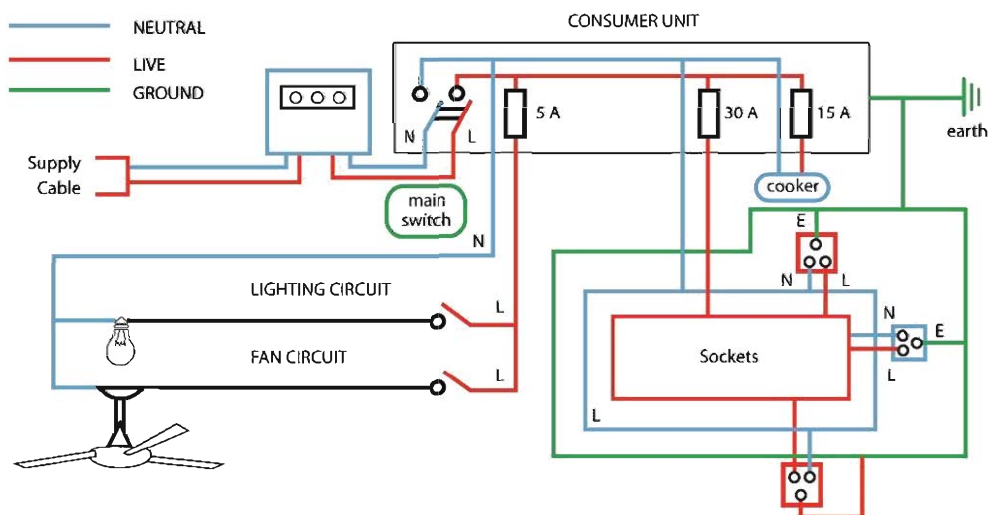 CONSUMER UNIT
NEUTRAL
LIVE
GROUND
Supply
Cable
N
L
5 A
30 A
15 A
earth
main
switch
cooker
N
E
N
L
LIGHTING CIRCUIT
L
N
E
FAN CIRCUIT
L
Sockets
L
L